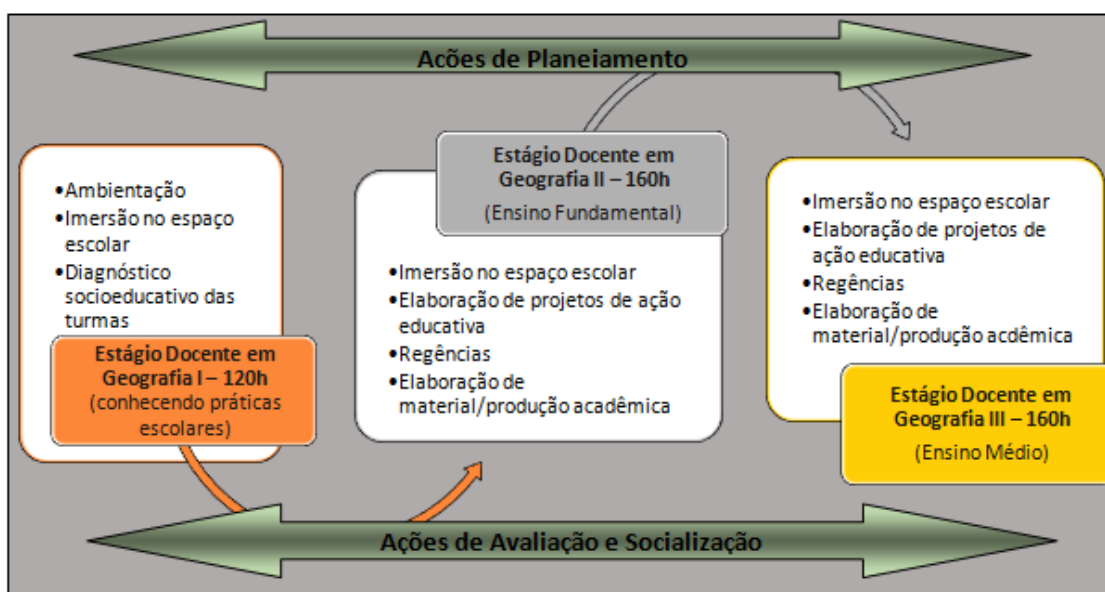 Acões de Planeiamento
•Ambientação
•Imersão no espaço
escolar
•Diagnóstico
socioeducativo das
turmas
Estágio Docente em
Geografia I – 120h
(conhecendo práticas
escolares)
Estágio Docente em
Geografia II – 160h
(Ensino Fundamental)
•Imersão no espaço escolar
•Elaboração de projetos de ação
educativa
•Regências
•Elaboração de
material/produção acadêmica
•Imersão no espaço escolar
•Elaboração de projetos de
ação educativa
•Regências
•Elaboração de
material/produção acdêmica
Estágio Docente em
Geografia III – 160h
(Ensino Médio)
Ações de Avaliação e Socialização